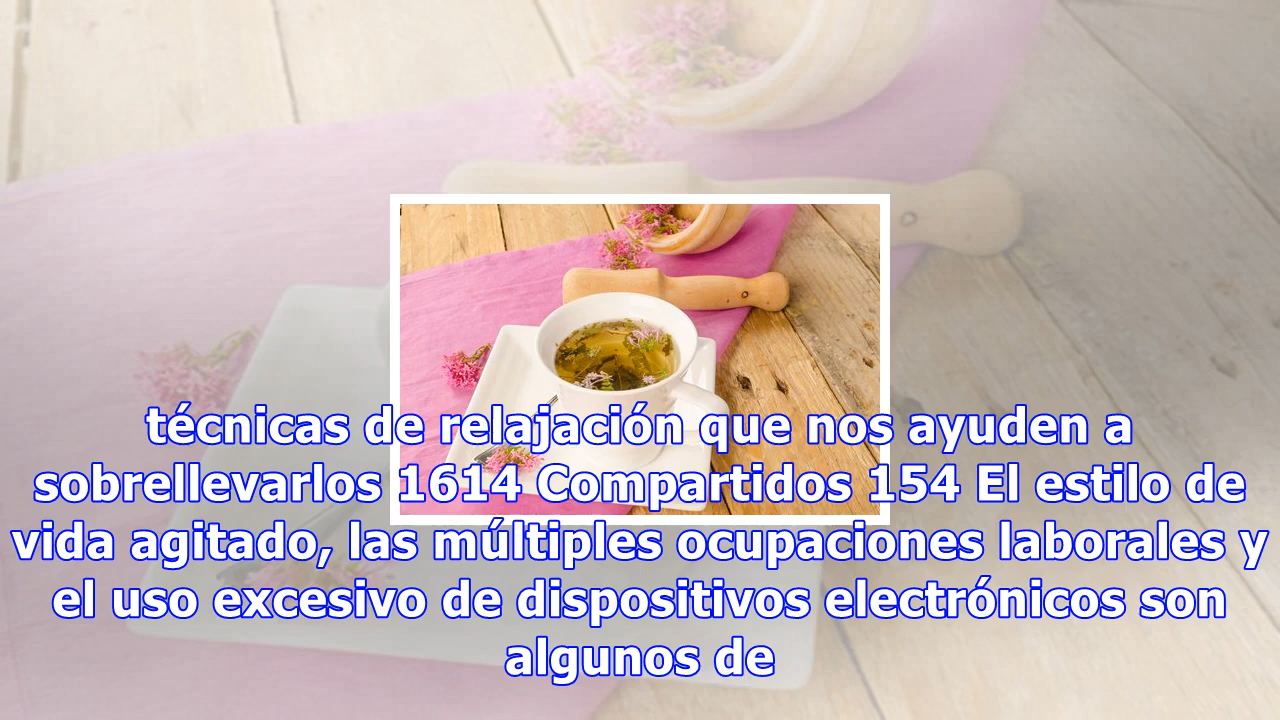 técnicas de relajación que nos ayuden a
sobrellevarlos 1614 Compartidos 154 El estilo de
vida agitado, las múltiples ocupaciones laborales y
el uso excesivo de dispositivos electrónicos son
algunos de